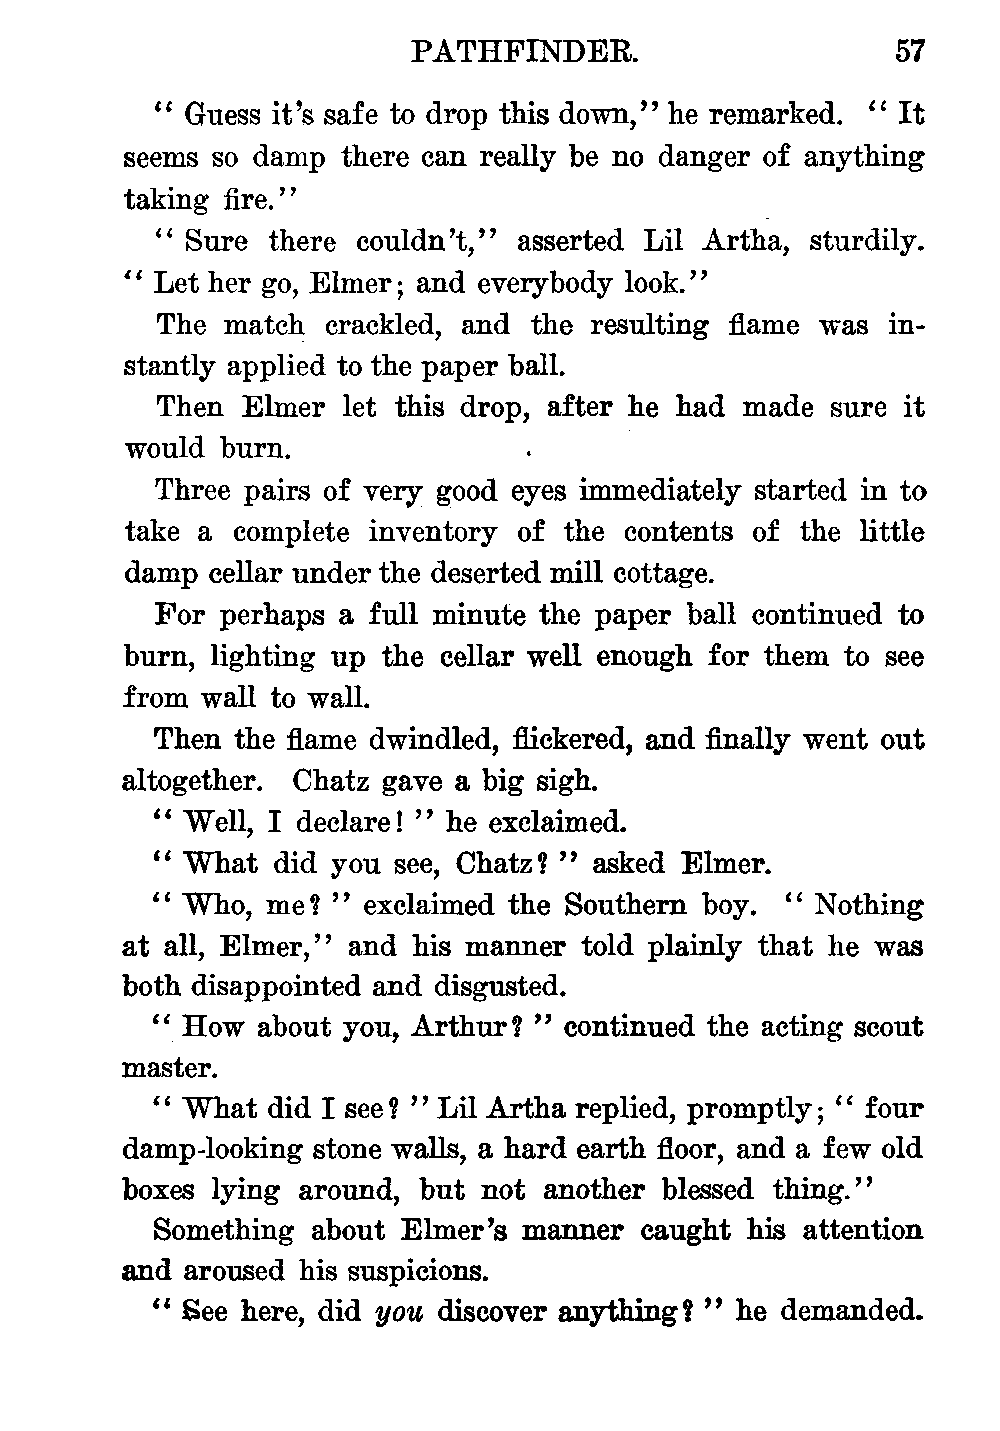 PATHFINDER. 57
“ Guess it’s safe to drop this down,” he remarked. “ It
seems so damp there can really be no danger of anything
taking fire.”
“ Sure there couldn’t,” asserted Lil Artha, sturdily.
“ Let her go, Elmer; and everybody look.”
The match crackled, and the resulting flame was in-
stantly applied to the paper ball.
Then Elmer let this drop, after he had made sure it
would burn.
Three pairs of very good eyes immediately started in to
take a complete inventory of the contents of the little
damp cellar under the deserted mill cottage.
For perhaps a full minute the paper ball continued to
burn, lighting up the cellar well enough for them to see
from wall to wall.
Then the flame dwindled, flickered, and finally went out
altogether. Chatz gave a big sigh.
“ Well, I declare! ” he exclaimed.
“ What did you see, Chatz? ” asked Elmer.
“ Who, me? ” exclaimed the Southern boy. “ Nothing
at all, Elmer,” and his manner told plainly that he was
both disappointed and disgusted.
“ How about you, Arthur? ” continued the acting scout
master.
“ What did I see? ” Lil Artha replied, promptly; “ four
damp-looking stone walls, a hard earth floor, and a few old
boxes lying around, but not another blessed thing.”
Something about Elmer’s manner caught his attention
and aroused his suspicions.
“ See here, did you discover anything? ” he demanded.